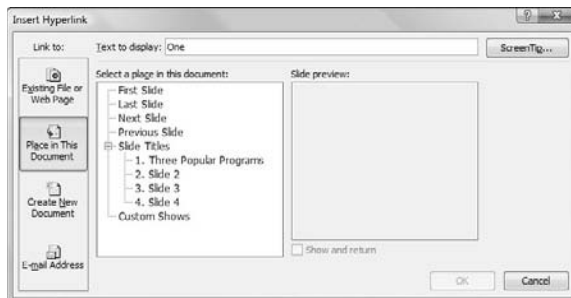 Insert Hyperlink
Link to:
Text to display: One
ScreenTip...
Existing File or
Web Page
Place in This
Document
Create New
Document
E-mail Address
Select a place in this document:
First Slide
Last Slide
Next Slide
Previous Slide
Slide Titles
1. Three Popular Programs
2. Slide 2
3. Slide 3
4. Slide 4
Custom Shows
Slide preview:
Show and return
OK
Cancel